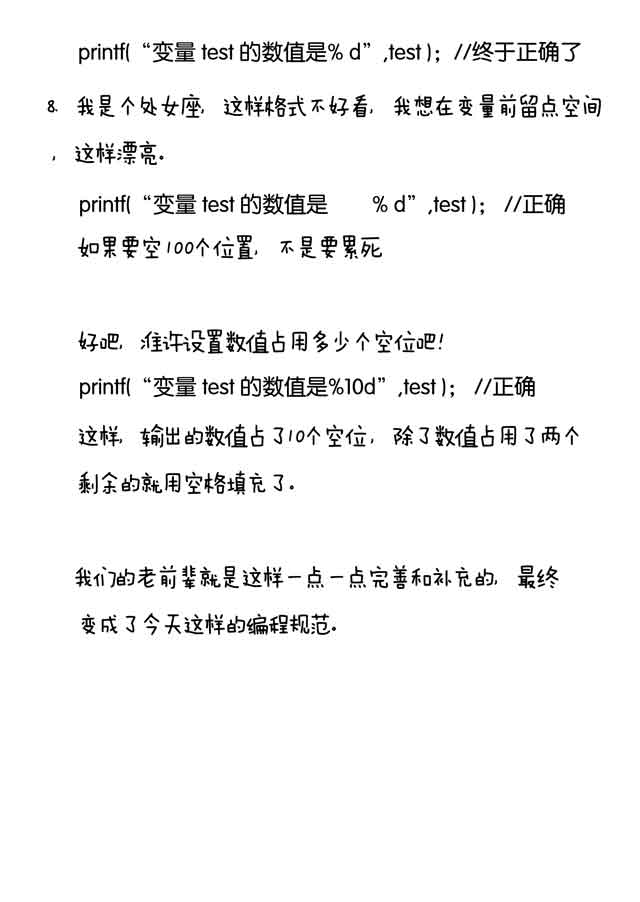 printf(“变量 test 的数值是% d”,test); //终于正确了
8. 我是个处女座, 这样格式不好看, 我想在变量前留点空间
, 这样漂亮。
printf(“变量 test 的数值是 % d”,test); //正确
如果要空100个位置, 不是要累死
好吧, 准许设置数值占用多少个空位吧!
printf(“变量 test 的数值是%10d”,test); //正确
这样, 输出的数值占了10个空位, 除了数值占用了两个
剩余的就用空格填充了。
我们的老前辈就是这样一点一点完善和补充的, 最终
变成了今天这样的编程规范。